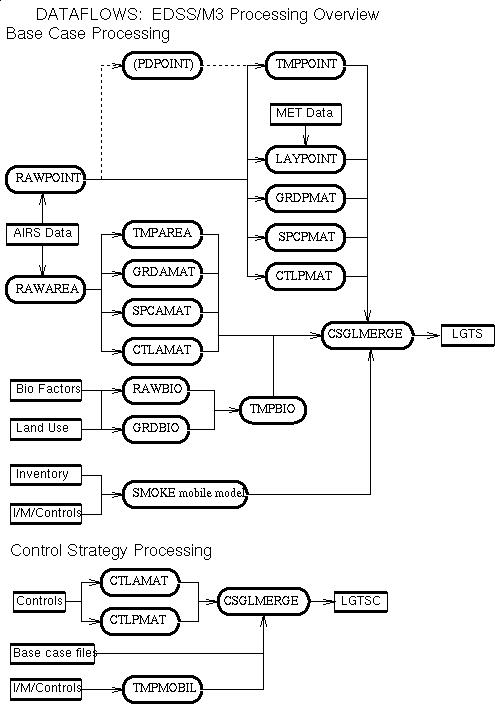 DATAFLOWS: EDSS/M3 Processing Overview
Base Case Processing
(PDPOINT)
TMPPOINT
MET Data
LAYPOINT
RAWPOINT
GRDPMAT
AIRS Data
TMPAREA
SPCPMAT
GRDAMAT
CTLPMAT
RAWAREA
SPCAMAT
CSGLMERGE
LGTS
CTLAMAT
Bio Factors
RAWBIO
TMPBIO
Land Use
GRDBIO
Inventory
SMOKE mobile model
I/M/Controls
Control Strategy Processing
CTLAMAT
Controls
CSGLMERGE
LGTSC
CTLPMAT
Base case files
I/M/Controls
TMPMOBIL